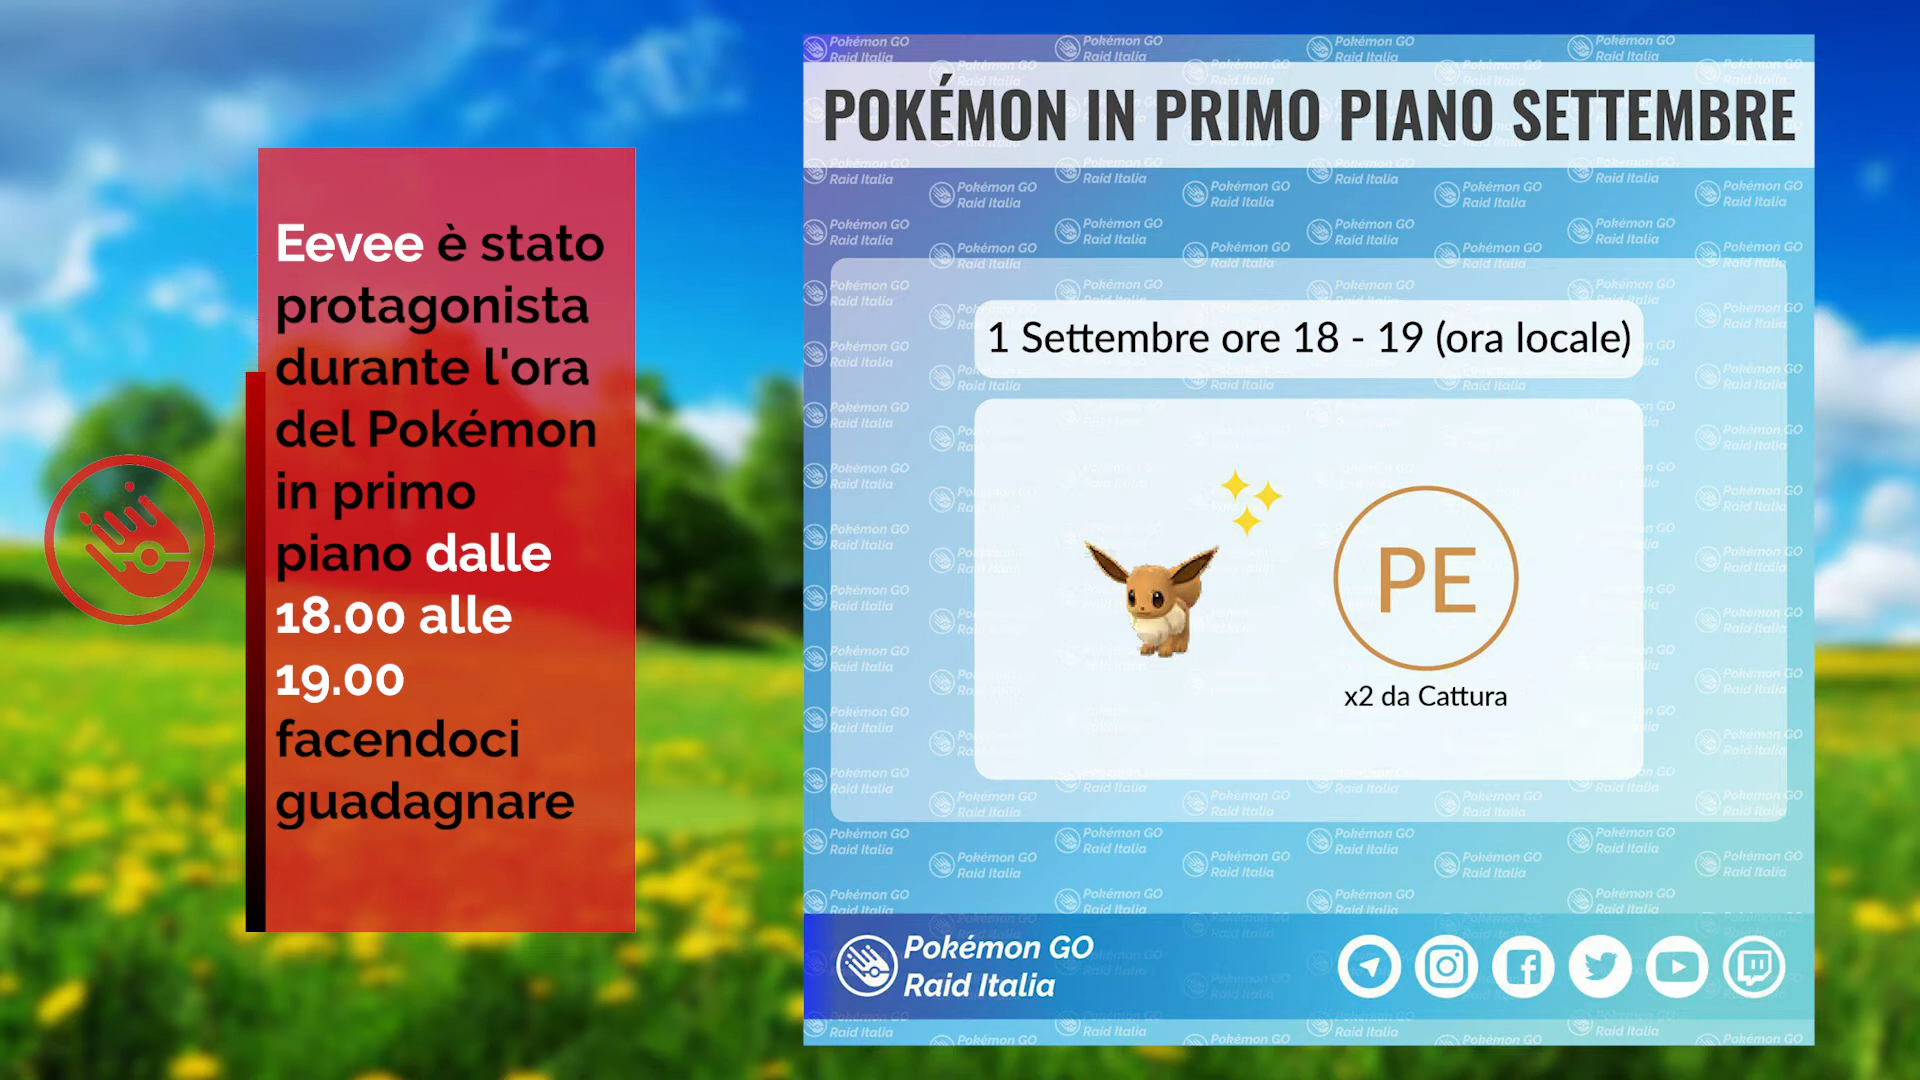 Eevee è stato
protagonista
durante l'ora
del Pokémon
in primo
piano dalle
18.00 alle
19.00
facendoci
guadagnare
POKÉMON IN PRIMO PIANO SETTEMBRE
1 Settembre ore 18 - 19 (ora locale)
PE
x2 da Cattura
Pokémon GO
Raid Italia